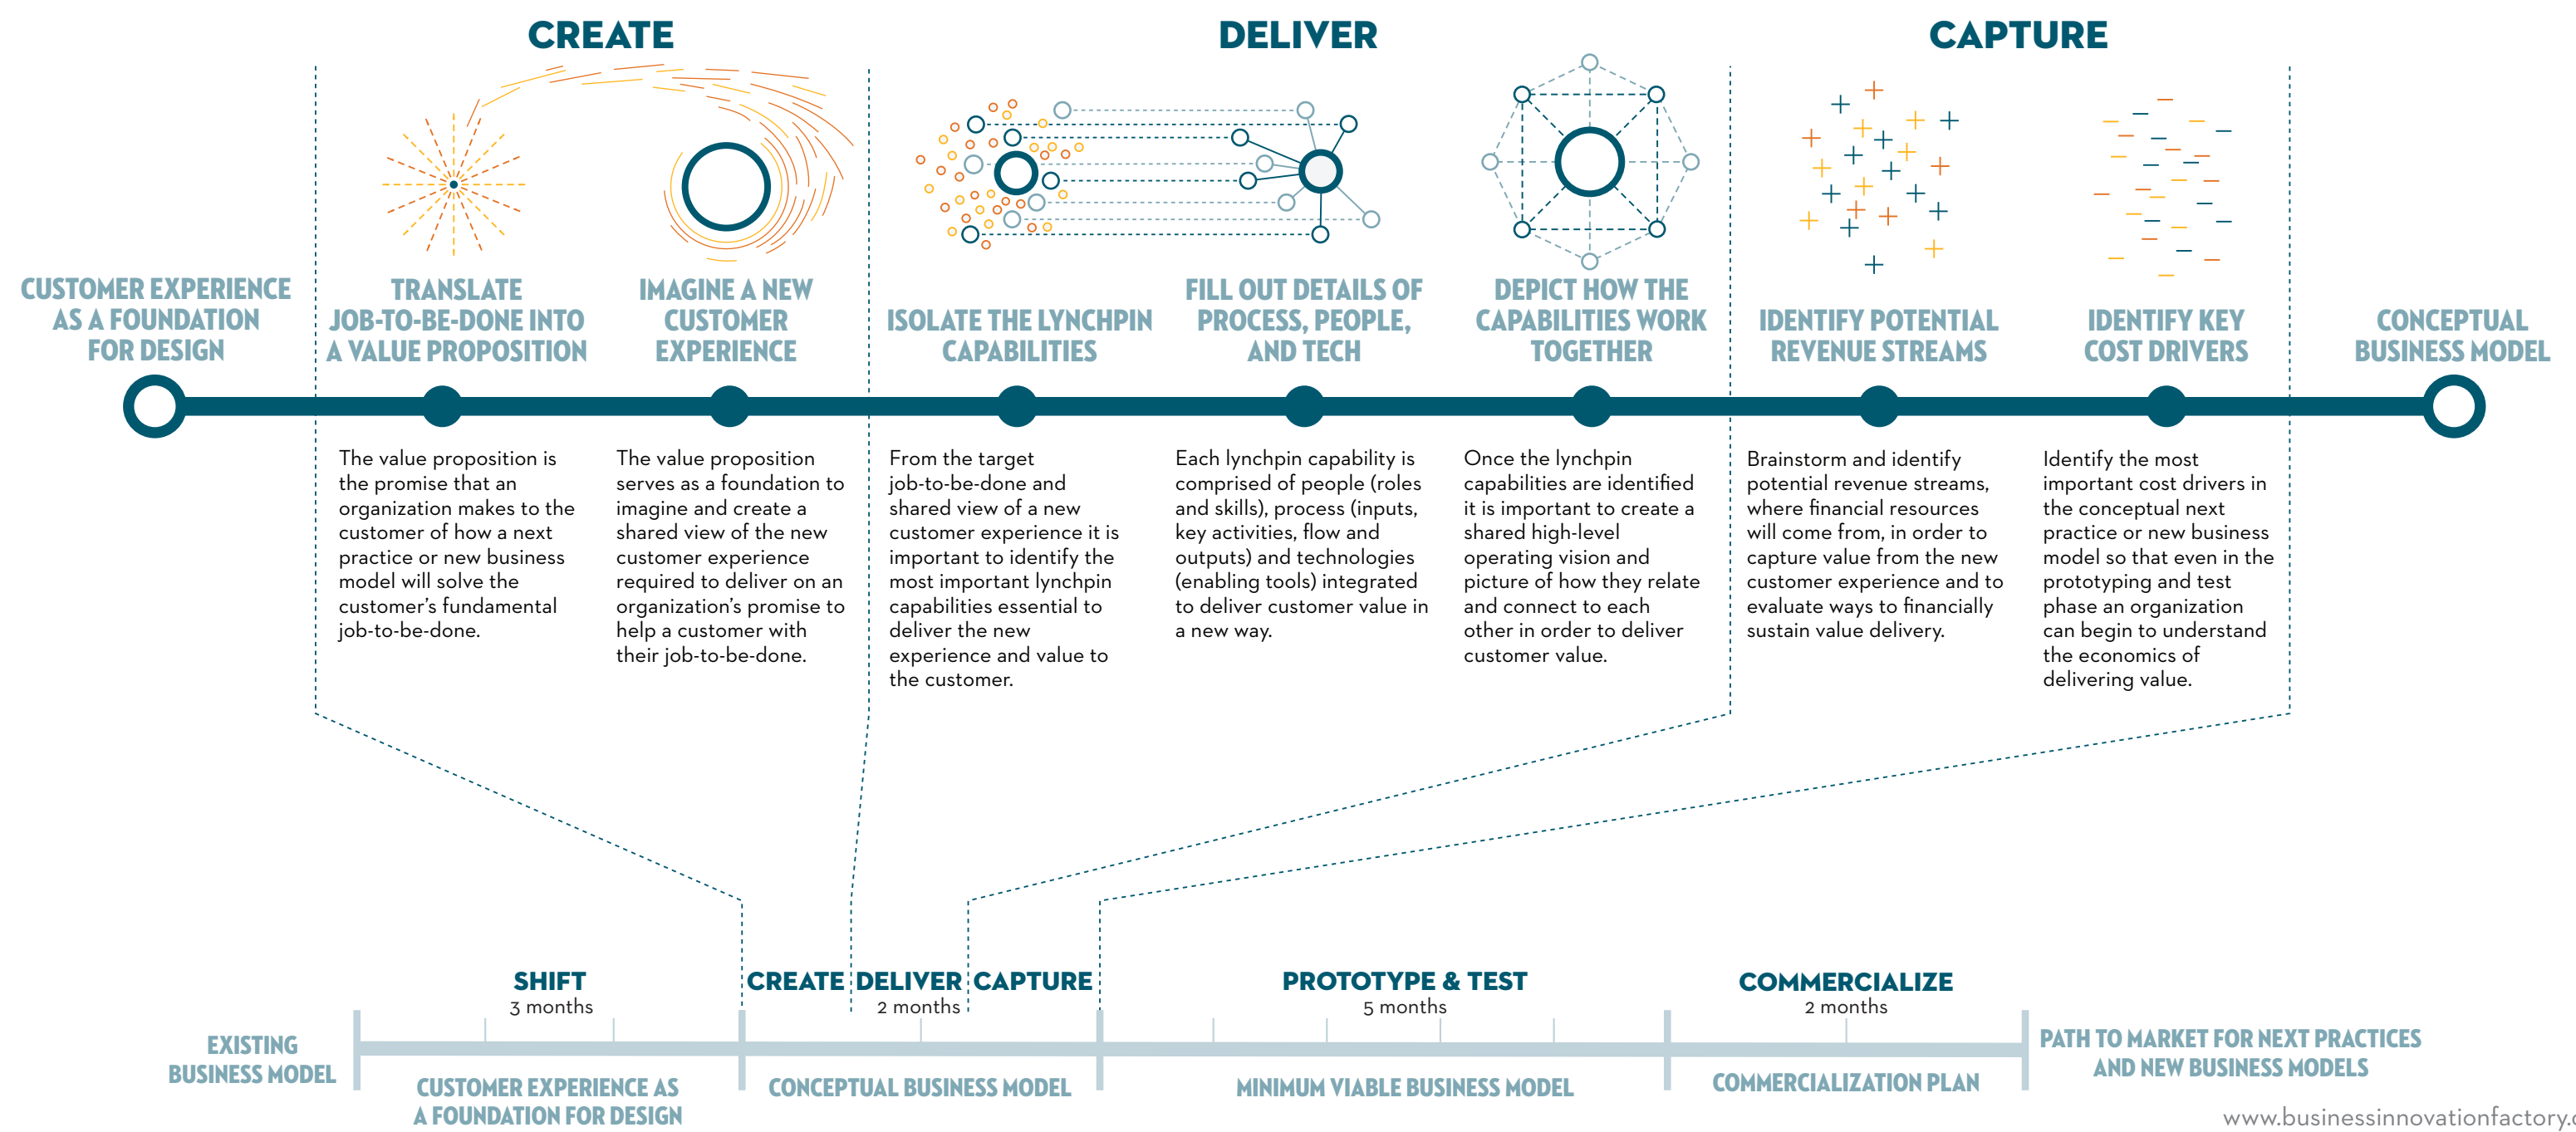 CREATE
DELIVER
CAPTURE
CUSTOMER EXPERIENCE
AS A FOUNDATION
FOR DESIGN
TRANSLATE
JOB-TO-BE-DONE INTO
A VALUE PROPOSITION
IMAGINE A NEW
CUSTOMER
EXPERIENCE
ISOLATE THE LYNCHPIN
CAPABILITIES
FILL OUT DETAILS OF
PROCESS, PEOPLE,
AND TECH
DEPICT HOW THE
CAPABILITIES WORK
TOGETHER
IDENTIFY POTENTIAL
REVENUE STREAMS
IDENTIFY KEY
COST DRIVERS
CONCEPTUAL
BUSINESS MODEL
The value proposition is
the promise that an
organization makes to the
customer of how a next
practice or new business
model will solve the
customer's fundamental
job-to-be-done.
The value proposition
serves as a foundation to
imagine and create a
shared view of the new
customer experience
required to deliver on an
organization's promise to
help a customer with
their job-to-be-done.
From the target
job-to-be-done and
shared view of a new
customer experience it is
important to identify the
most important lynchpin
capabilities essential to
deliver the new
experience and value to
the customer.
Each lynchpin capability is
comprised of people (roles
and skills), process (inputs,
key activities, flow and
outputs) and technologies
(enabling tools) integrated
to deliver customer value in
a new way.
Once the lynchpin
capabilities are identified
it is important to create a
shared high-level
operating vision and
picture of how they relate
and connect to each
other in order to deliver
customer value.
Brainstorm and identify
potential revenue streams,
where financial resources
will come from, in order to
capture value from the new
customer experience and to
evaluate ways to financially
sustain value delivery.
Identify the most
important cost drivers in
the conceptual next
practice or new business
model so that even in the
prototyping and test
phase an organization
can begin to understand
the economics of
delivering value.
SHIFT
3 months
CREATE DELIVER CAPTURE
2 months
PROTOTYPE & TEST
5 months
COMMERCIALIZE
2 months
EXISTING
BUSINESS MODEL
CUSTOMER EXPERIENCE AS
A FOUNDATION FOR DESIGN
CONCEPTUAL BUSINESS MODEL
MINIMUM VIABLE BUSINESS MODEL
COMMERCIALIZATION PLAN
PATH TO MARKET FOR NEXT PRACTICES
AND NEW BUSINESS MODELS
www.businessinnovationfactory.c